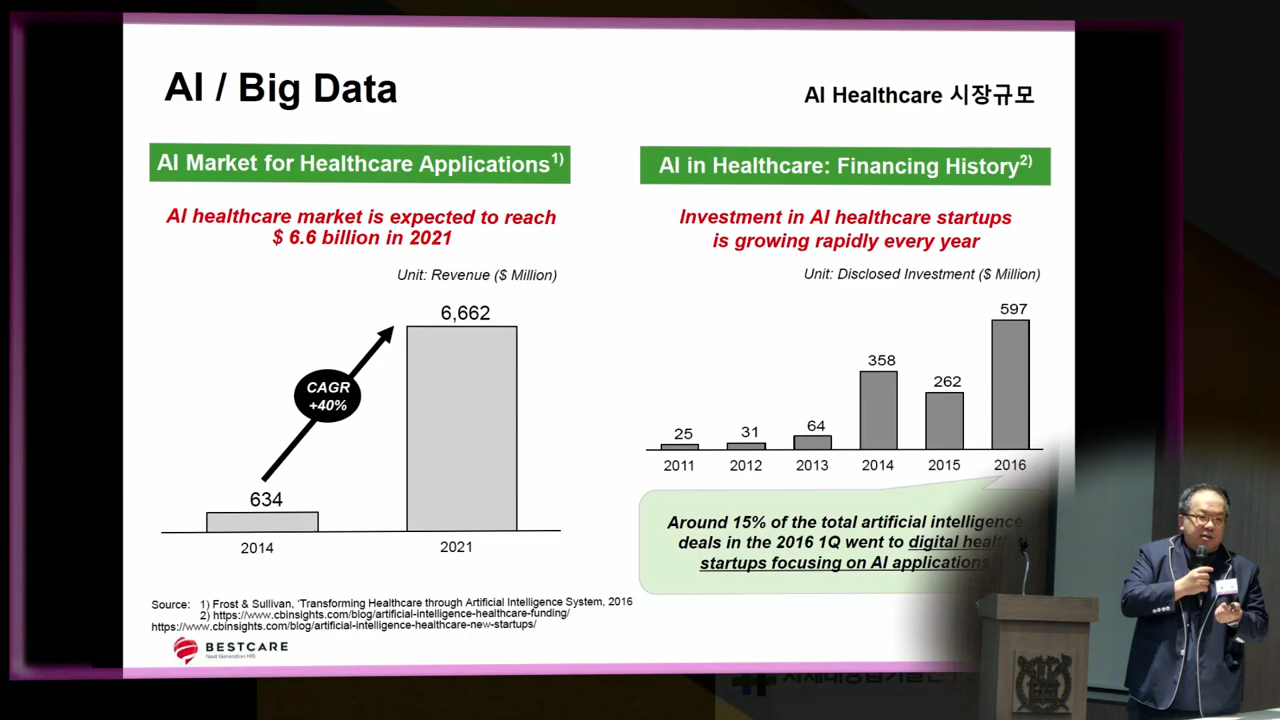 AI / Big Data
AI Healthcare 시장규모
AI Market for Healthcare Applications1)
AI healthcare market is expected to reach
$ 6.6 billion in 2021
Unit: Revenue ($ Million)
6,662
CAGR
+40%
634
2014
2021
AI in Healthcare: Financing History2)
Investment in AI healthcare startups
is growing rapidly every year
Unit: Disclosed Investment ($ Million)
597
358
262
64
31
25
2011
2012
2013
2014
2015
2016
Around 15% of the total artificial intelligence
deals in the 2016 1Q went to digital health
startups focusing on AI applications
Source: 1) Frost & Sullivan, ‘Transforming Healthcare through Artificial Intelligence System, 2016
2) https://www.cbinsights.com/blog/artificial-intelligence-healthcare-funding/
https://www.cbinsights.com/blog/artificial-intelligence-healthcare-new-startups/
BESTCARE
Next Generation HIS